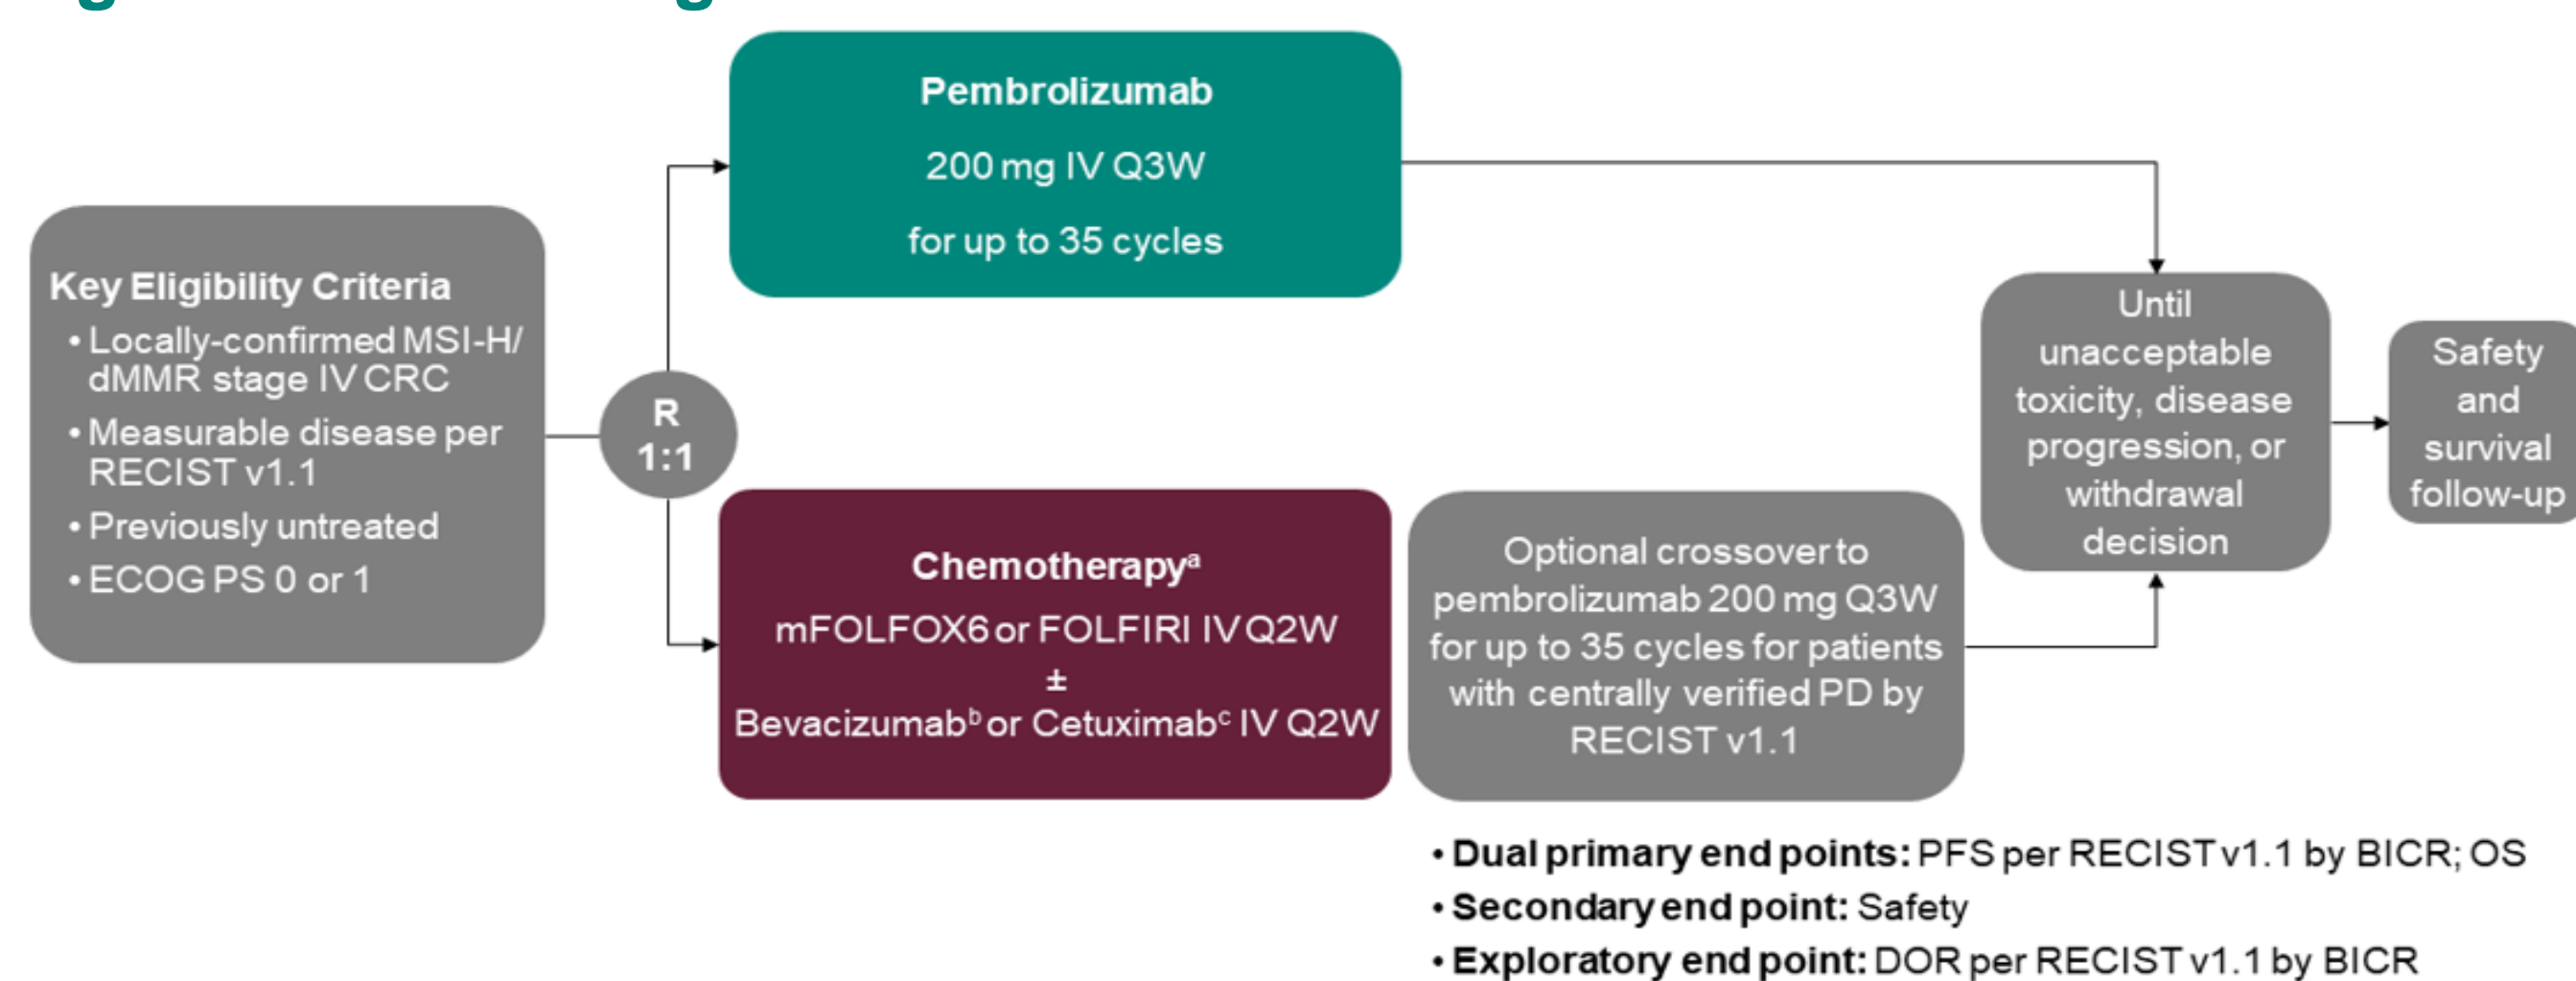 Key Eligibility Criteria
• Locally-confirmed MSI-H/
dMMR stage IV CRC
• Measurable disease per
RECIST v1.1
• Previously untreated
• ECOG PS 0 or 1
R
1:1
Pembrolizumab
200 mg IV Q3W
for up to 35 cycles
Chemotherapyᵃ
mFOLFOX6 or FOLFIRI IV Q2W
±
Bevacizumabᵇ or Cetuximabᶜ IV Q2W
Optional crossover to
pembrolizumab 200 mg Q3W
for up to 35 cycles for patients
with centrally verified PD by
RECIST v1.1
Until
unacceptable
toxicity, disease
progression, or
withdrawal
decision
Safety
and
survival
follow-up
• Dual primary end points: PFS per RECIST v1.1 by BICR; OS
• Secondary end point: Safety
• Exploratory end point: DOR per RECIST v1.1 by BICR